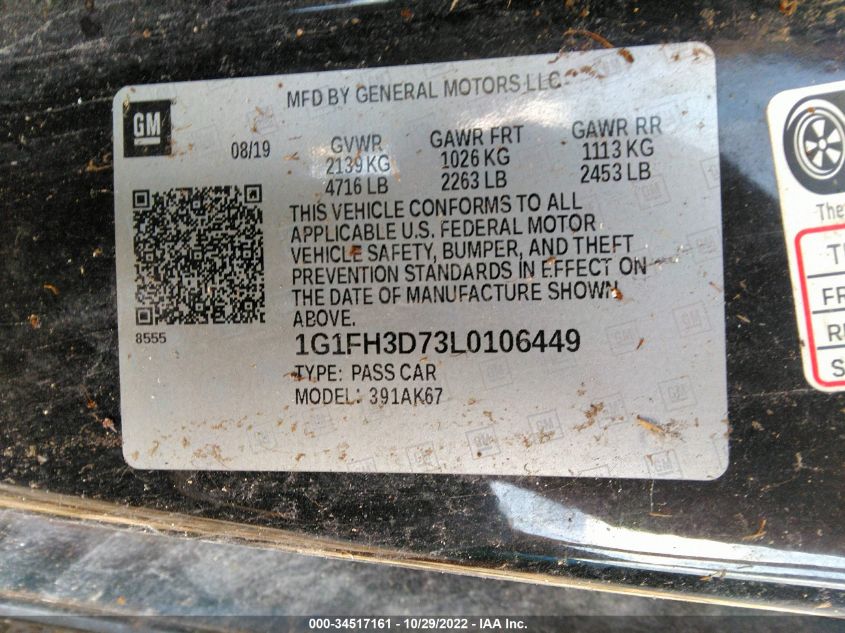 MFD BY GENERAL MOTORS LLC
GM
08/19
GVWR
2139 KG
4716 LB
GAWR FRT
1026 KG
2263 LB
GAWR RR
1113 KG
2453 LB
THIS VEHICLE CONFORMS TO ALL
APPLICABLE U.S. FEDERAL MOTOR
VEHICLE SAFETY, BUMPER, AND THEFT
PREVENTION STANDARDS IN EFFECT ON
THE DATE OF MANUFACTURE SHOWN
ABOVE.
8555
1G1FH3D73L0106449
TYPE: PASS CAR
MODEL: 391AK67
The
FR
000-34517161 - 10/29/2022 - IAA Inc.